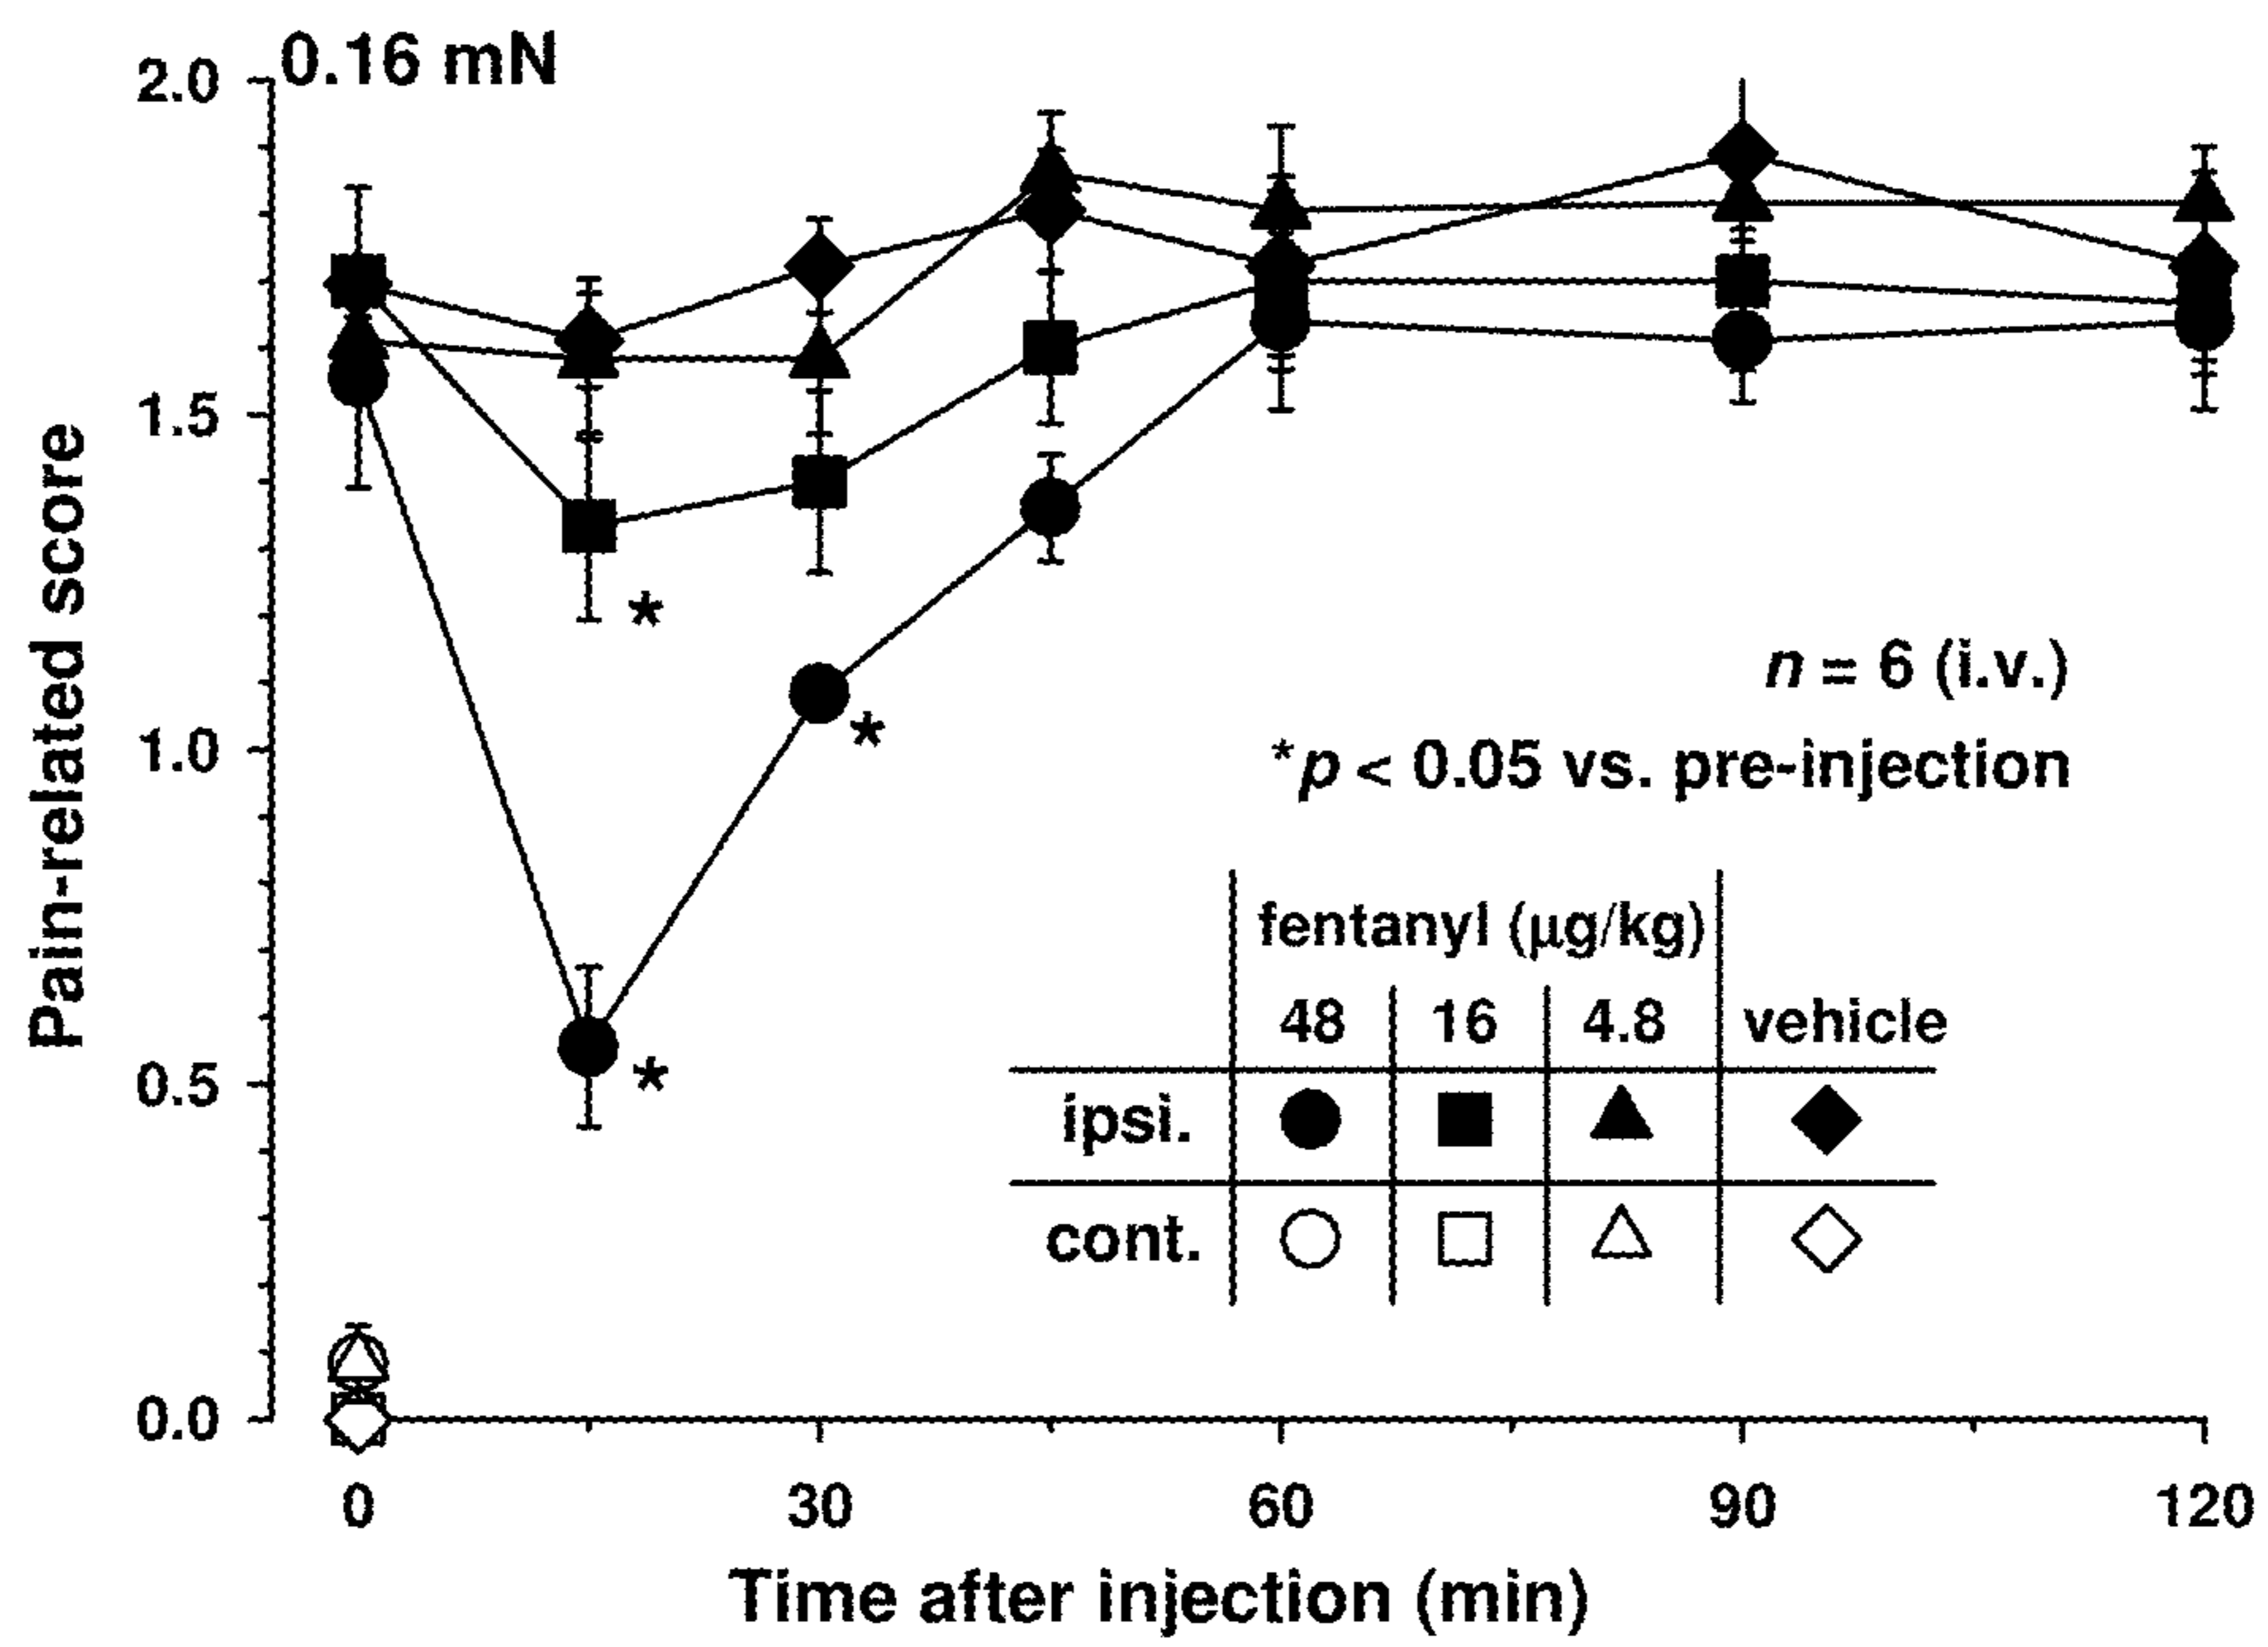 0.16 mN
2.0
1.5
1.0
0.5
0.0
Pain-related score
*
*
*
n = 6 (i.v.)
*p < 0.05 vs. pre-injection
fentanyl (μg/kg)
48 16 4.8 vehicle
ipsi.
cont.
0 30 60 90 120
Time after injection (min)